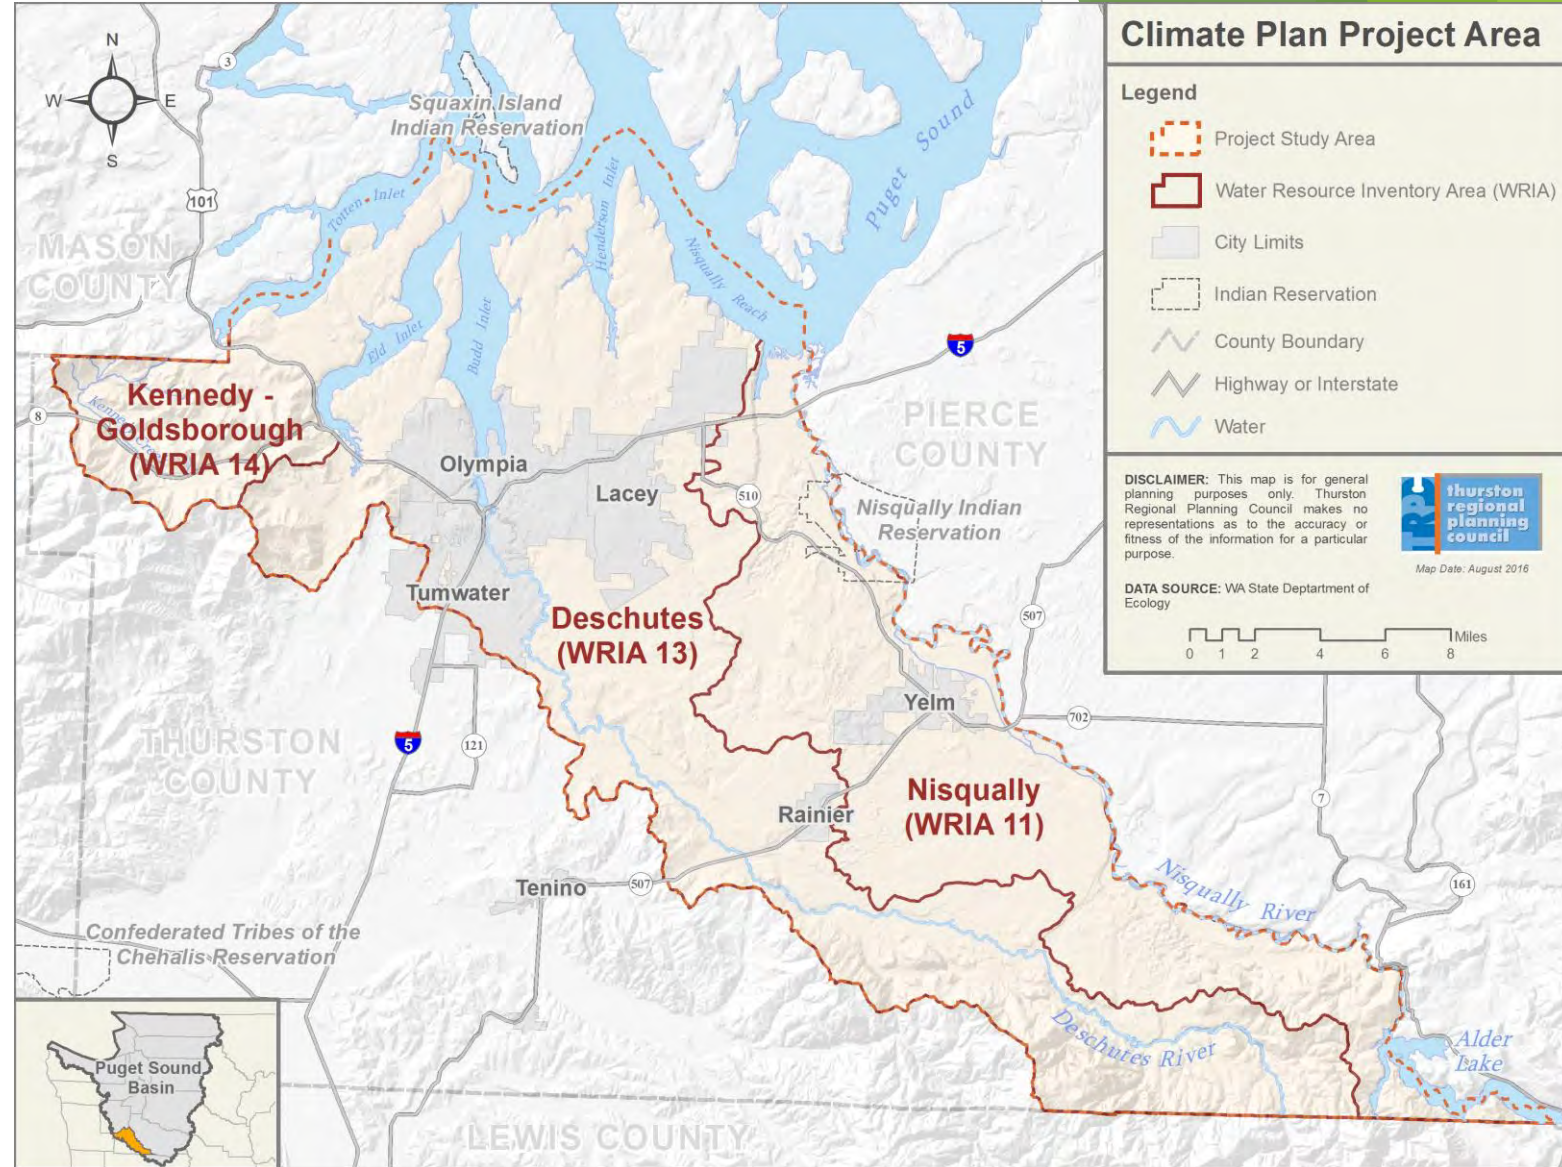 Climate Plan Project Area
Legend
Project Study Area
Water Resource Inventory Area (WRIA)
City Limits
Indian Reservation
County Boundary
Highway or Interstate
Water
DISCLAIMER: This map is for general
planning purposes only. Thurston
Regional Planning Council makes no
representations as to the accuracy or
fitness of the information for a particular
purpose.
TRPC
thurston
regional
planning
council
Map Date: August 2016
DATA SOURCE: WA State Deptartment of
Ecology
Miles
0 1 2 4 6 8
N
W E
S
3
Squaxin Island
Indian Reservation
Puget Sound
101
Totten Inlet
Henderson Inlet
MASON
COUNTY
Nisqually Reach
Eld Inlet
Budd Inlet
5
Kennedy -
Goldsborough
(WRIA 14)
8
PIERCE
COUNTY
Olympia
Lacey
510
Nisqually Indian
Reservation
Tumwater
Deschutes
(WRIA 13)
507
Yelm
702
THURSTON
COUNTY
5
121
Nisqually
(WRIA 11)
Rainier
7
Tenino
507
Nisqually River
161
Confederated Tribes of the
Chehalis Reservation
Deschutes River
Alder
Lake
Puget Sound
Basin
LEWIS COUNTY